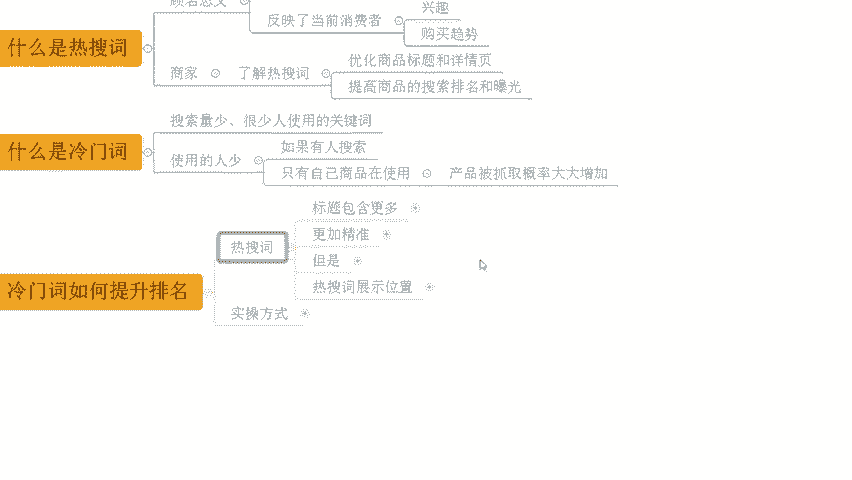 顾名思义
兴趣
反映了当前消费者
购买趋势
什么是热搜词
优化商品标题和详情页
商家
了解热搜词
提高商品的搜索排名和曝光
搜索量少、很少人使用的关键词
什么是冷门词
如果有人搜索
使用的人少
只有自己商品在使用
产品被抓取概率大大增加
标题包含更多
热搜词
更加精准
但是
热搜词展示位置
冷门词如何提升排名
实操方式